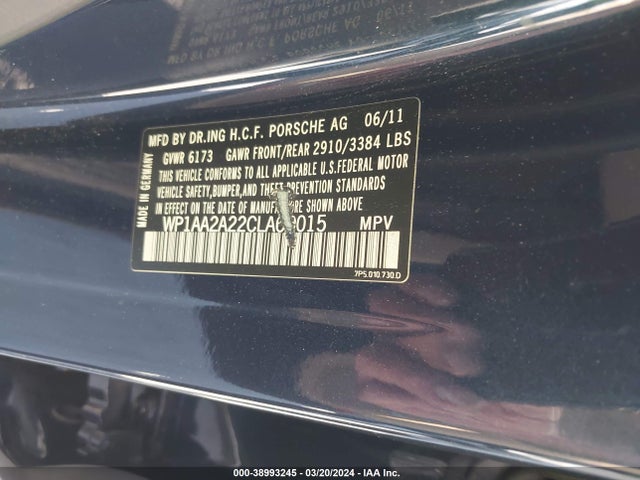 MFD BY DR.ING H.C.F. PORSCHE AG 06/11
GVWR 6173 GAWR FRONT/REAR 2910/3384 LBS
THIS VEHICLE CONFORMS TO ALL APPLICABLE U.S.FEDERAL MOTOR
VEHICLE SAFETY,BUMPER,AND THEFT PREVENTION STANDARDS
IN EFFECT ON THE DATE OF MANUFACTURE SHOWN ABOVE
MPV
MADE IN GERMANY
7P5.010.730.D
000-38993245 - 03/20/2024 - IAA Inc.